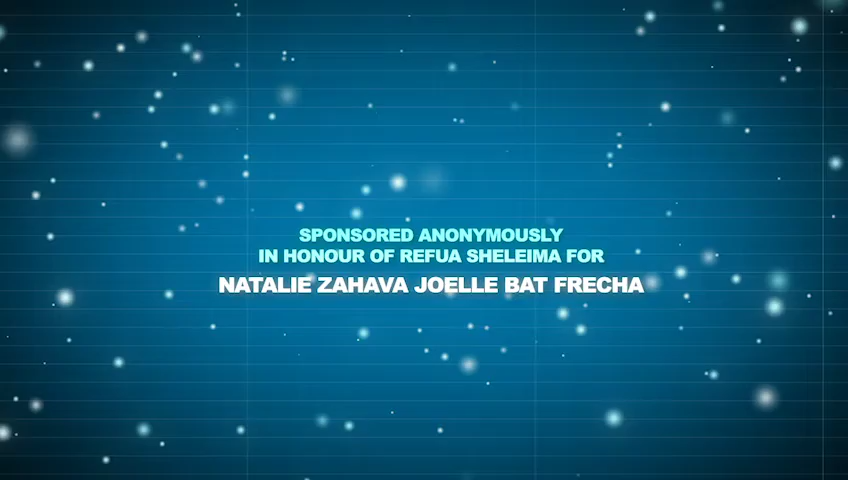 SPONSORED ANONYMOUSLY
IN HONOUR OF REFUA SHELEIMA FOR
NATALIE ZAHAVA JOELLE BAT FRECHA